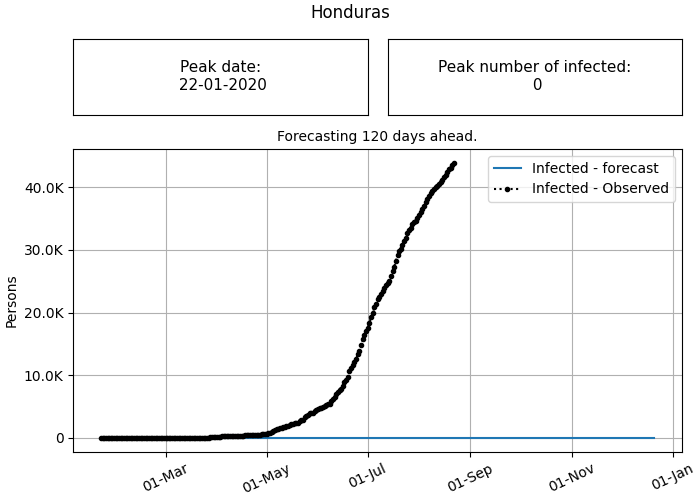 Honduras
Peak date:
22-01-2020
Peak number of infected:
0
Forecasting 120 days ahead.
Infected - forecast
Infected - Observed
Persons
40.0K
30.0K
20.0K
10.0K
0
01-Mar
01-May
01-Jul
01-Sep
01-Nov
01-Jan